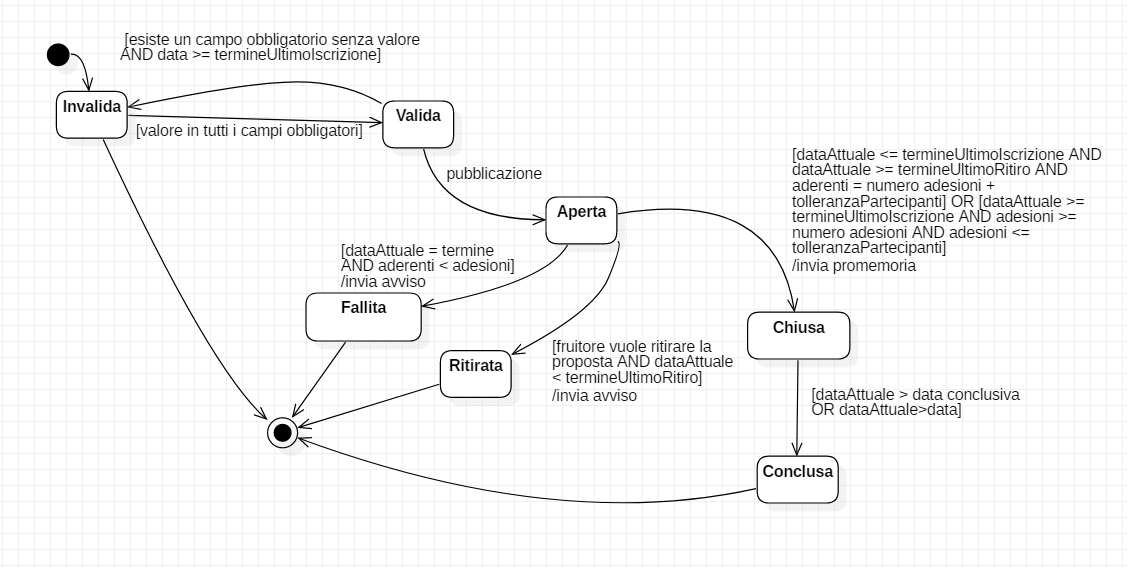 [esiste un campo obbligatorio senza valore
AND data >= termineUltimoIscrizione]
Invalida
Valida
[valore in tutti i campi obbligatori]
pubblicazione
[dataAttuale <= termineUltimoIscrizione AND
dataAttuale >= termineUltimoRitiro AND
aderenti = numero adesioni +
tolleranzaPartecipanti] OR [dataAttuale >=
termineUltimoIscrizione AND adesioni >=
numero adesioni AND adesioni <=
tolleranzaPartecipanti]
/invia promemoria
Aperta
[dataAttuale = termine
AND aderenti < adesioni]
/invia avviso
Fallita
Chiusa
Ritirata
[fruitore vuole ritirare la
proposta AND dataAttuale
< termineUltimoRitiro]
/invia avviso
[dataAttuale > data conclusiva
OR dataAttuale>data]
Conclusa